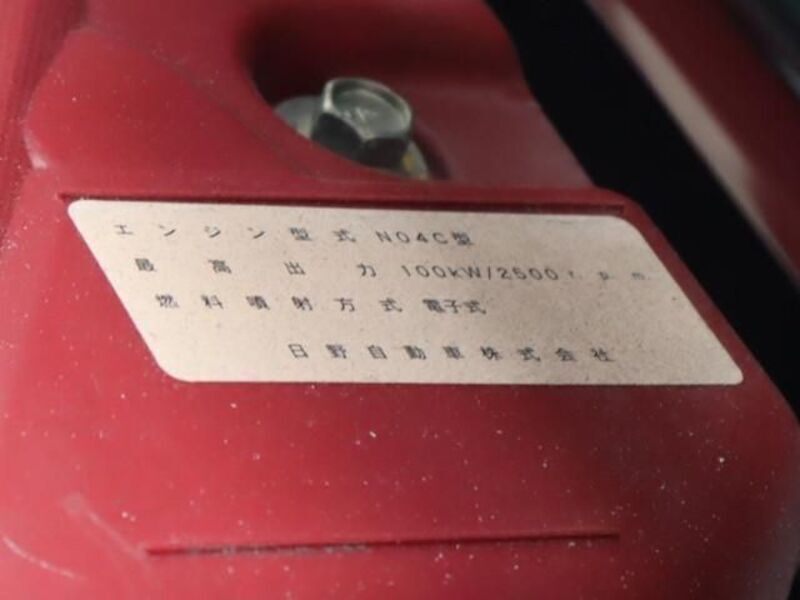 エンジン型式 N04C型
最高出力 100kW/2500r.p.m
燃料噴射方式 電子式
日野自動車株式会社